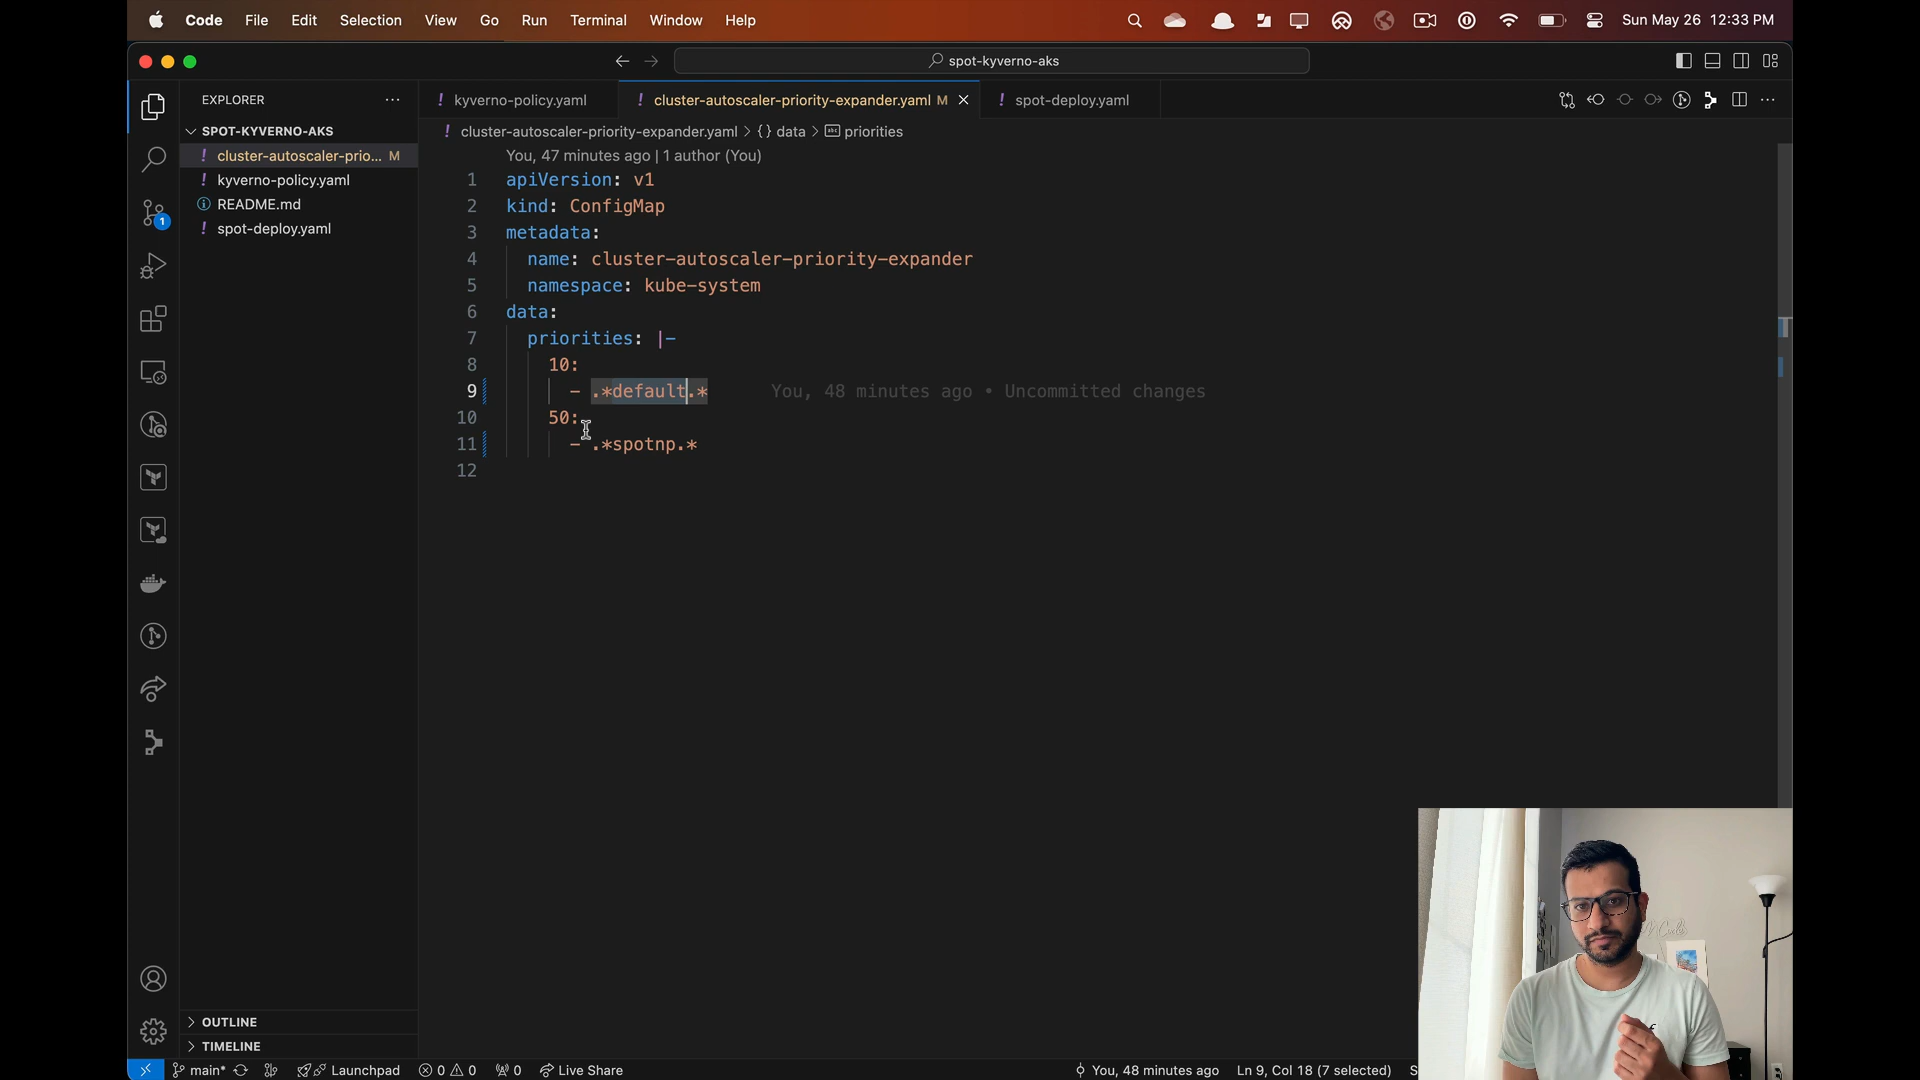 Code File Edit Selection View Go Run Terminal Window Help
Sun May 26 12:33 PM
spot-kyverno-aks
EXPLORER
SPOT-KYVERNO-AKS
! cluster-autoscaler-prio... M
! kyverno-policy.yaml
README.md
! spot-deploy.yaml
OUTLINE
TIMELINE
1
! kyverno-policy.yaml
! cluster-autoscaler-priority-expander.yaml M
! spot-deploy.yaml
! cluster-autoscaler-priority-expander.yaml > {} data > priorities
You, 47 minutes ago | 1 author (You)
1 apiVersion: v1
2 kind: ConfigMap
3 metadata:
4 name: cluster-autoscaler-priority-expander
5 namespace: kube-system
6 data:
7 priorities: |-
8 10:
9 - .*default.* You, 48 minutes ago • Uncommitted changes
10 50:
11 - .*spotnp.*
12
main* Launchpad 0 0 0 Live Share
You, 48 minutes ago Ln 9, Col 18 (7 selected) S